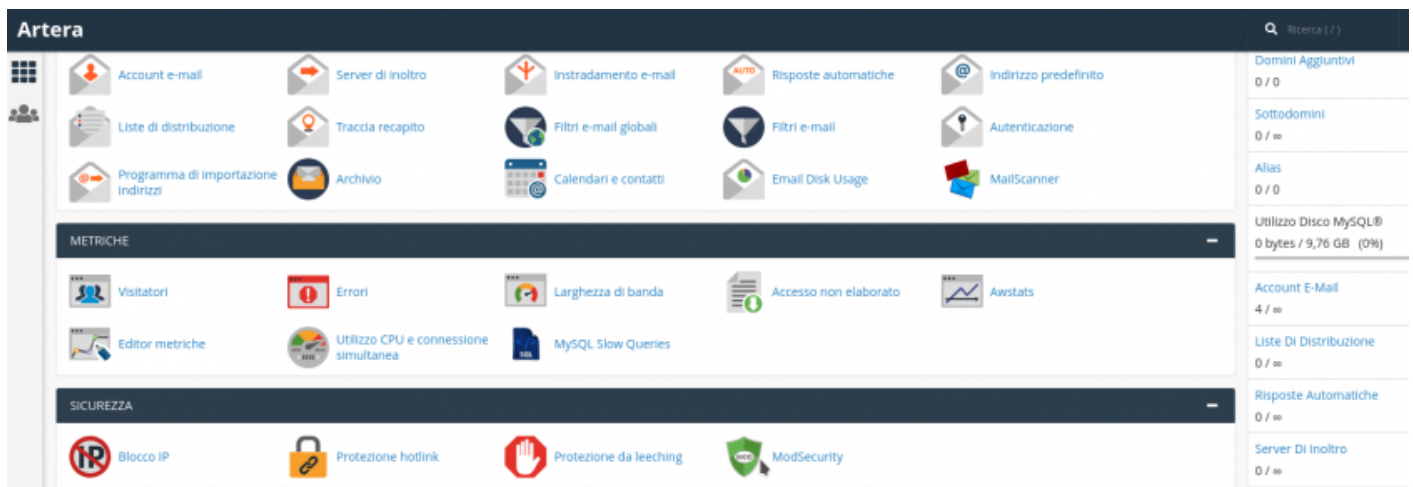 Artera
Ricerca ( / )
Account e-mail
Server di inoltro
Instradamento e-mail
AUTO
Risposte automatiche
@
Indirizzo predefinito
Liste di distribuzione
Traccia recapito
Filtri e-mail globali
Filtri e-mail
Autenticazione
@
Programma di importazione
indirizzi
Archivio
@
Calendari e contatti
Email Disk Usage
MailScanner
METRICHE
Visitatori
Errori
Larghezza di banda
Accesso non elaborato
Awstats
Editor metriche
Utilizzo CPU e connessione
simultanea
SQL
MySQL Slow Queries
SICUREZZA
IP
Blocco IP
Protezione hotlink
Protezione da leeching
MOD
ModSecurity
Domini Aggiuntivi
0 / 0
Sottodomini
0 / ∞
Alias
0 / 0
Utilizzo Disco MySQL®
0 bytes / 9,76 GB (0%)
Account E-Mail
4 / ∞
Liste Di Distribuzione
0 / ∞
Risposte Automatiche
0 / ∞
Server Di Inoltro
0 / ∞